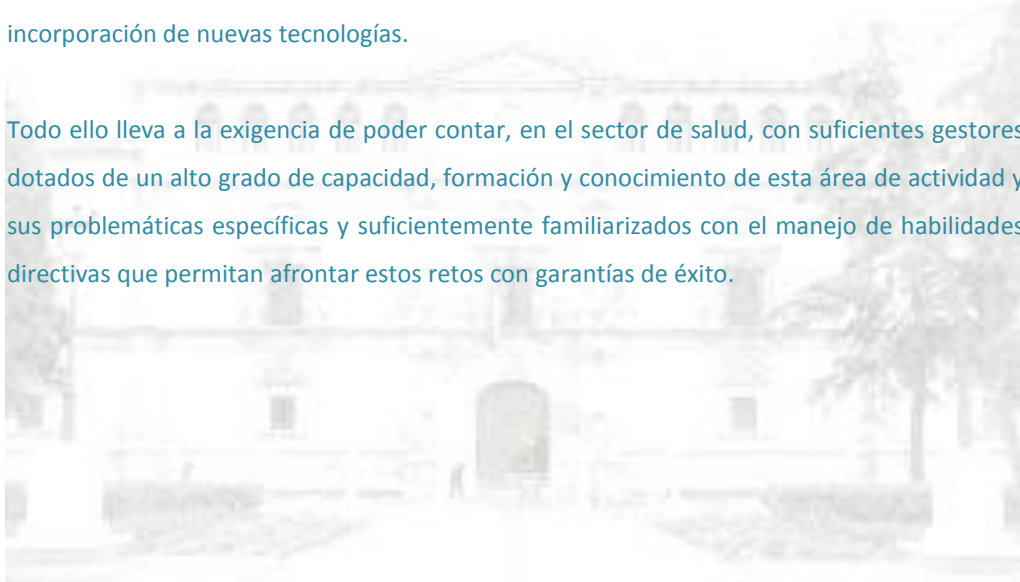 incorporación de nuevas tecnologías.
Todo ello lleva a la exigencia de poder contar, en el sector de salud, con suficientes gestores
dotados de un alto grado de capacidad, formación y conocimiento de esta área de actividad y
sus problemáticas específicas y suficientemente familiarizados con el manejo de habilidades
directivas que permitan afrontar estos retos con garantías de éxito.